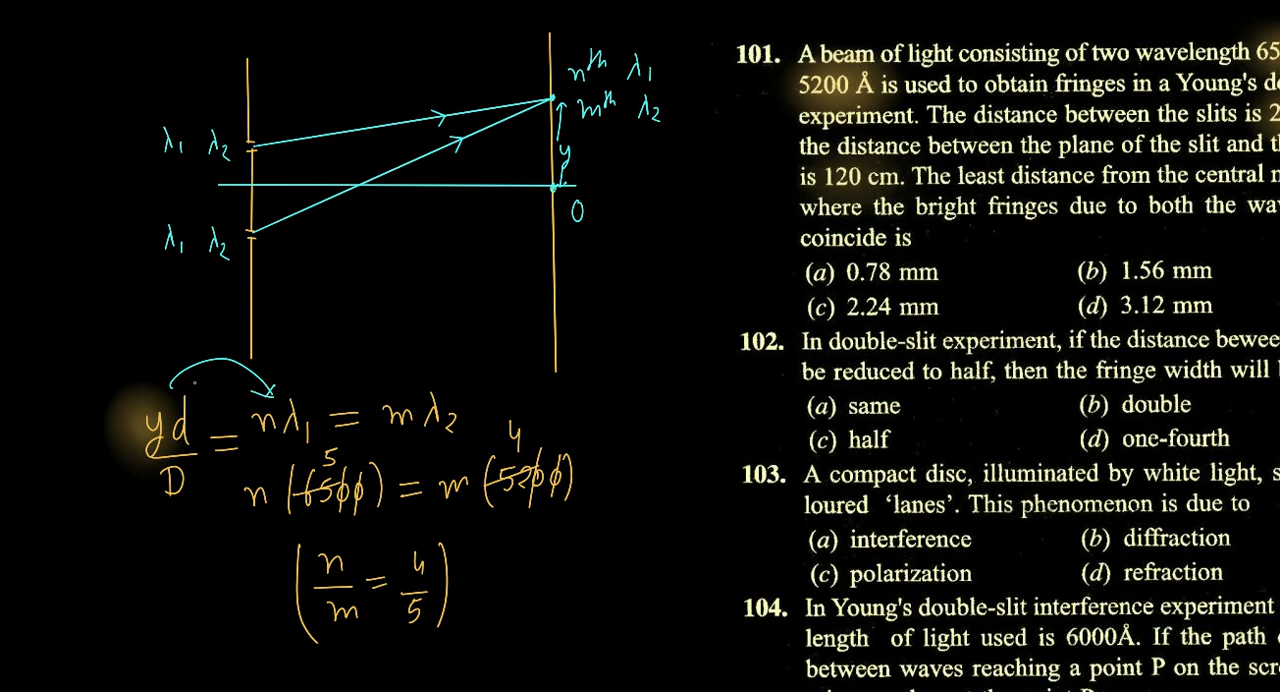 nth λ1
mth λ2
λ1 λ2
y
O
λ1 λ2
yd/D = nλ1 = mλ2
5 4
n (6500) = m (5200)
(n/m = 4/5)
101. A beam of light consisting of two wavelength 65
5200 Å is used to obtain fringes in a Young's d
experiment. The distance between the slits is 2
the distance between the plane of the slit and t
is 120 cm. The least distance from the central
where the bright fringes due to both the wa
coincide is
(a) 0.78 mm (b) 1.56 mm
(c) 2.24 mm (d) 3.12 mm
102. In double-slit experiment, if the distance bewee
be reduced to half, then the fringe width will
(a) same (b) double
(c) half (d) one-fourth
103. A compact disc, illuminated by white light, s
loured 'lanes'. This phenomenon is due to
(a) interference (b) diffraction
(c) polarization (d) refraction
104. In Young's double-slit interference experiment
length of light used is 6000Å. If the path
between waves reaching a point P on the scr